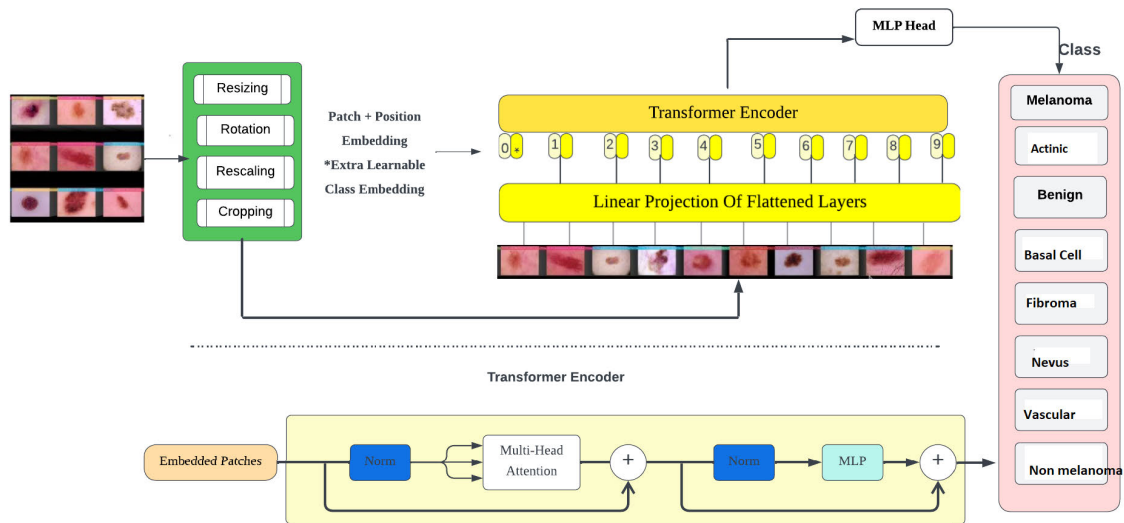 MLP Head
Class
Resizing
Rotation
Rescaling
Cropping
Patch + Position
Embedding
*Extra Learnable
Class Embedding
Transformer Encoder
0 * 1 2 3 4 5 6 7 8 9
Linear Projection Of Flattened Layers
Melanoma
Actinic
Benign
Basal Cell
Fibroma
Nevus
Vascular
Non melanoma
Transformer Encoder
Embedded Patches
Norm
Multi-Head
Attention
+
Norm
MLP
+